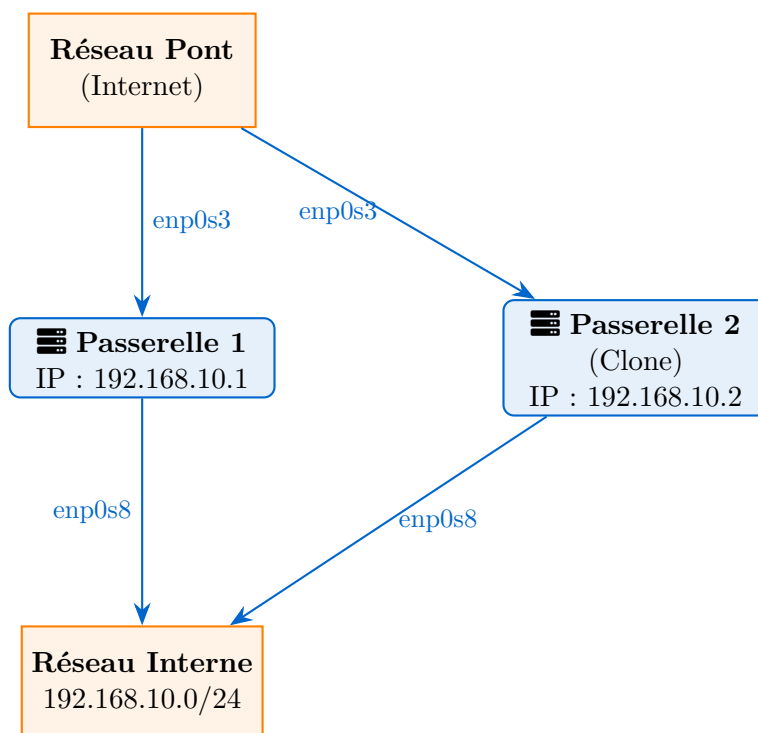 Réseau Pont
(Internet)
enp0s3
enp0s3
Passerelle 1
IP : 192.168.10.1
Passerelle 2
(Clone)
IP : 192.168.10.2
enp0s8
enp0s8
Réseau Interne
192.168.10.0/24